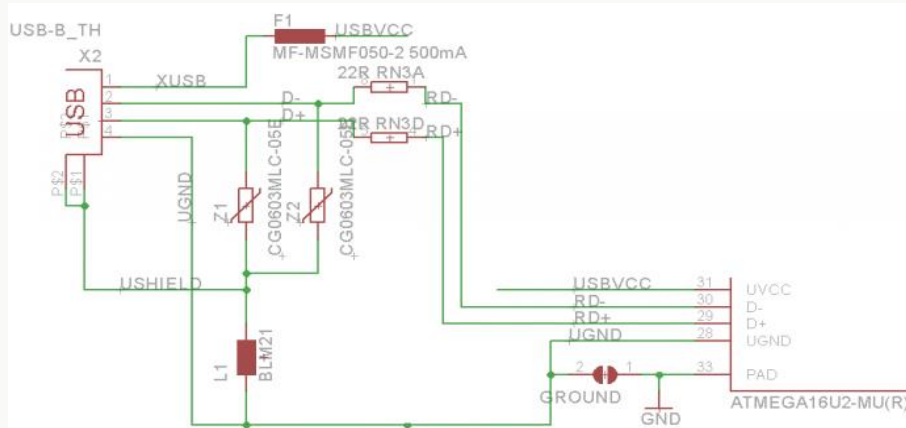 F1
USBVCC
USB-B_TH
MF-MSMF050-2 500mA
X2
22R RN3A
1
XUSB
2
D-
RD-
3
D+
22R RN3D
RD+
4
USB
P$2
P$1
UGND
Z1
CG0603MLC-05E
Z2
CG0603MLC-05E
USHIELD
USBVCC
31
UVCC
RD-
30
D-
RD+
29
D+
UGND
28
UGND
L1
BLM21
2
1
33
PAD
GROUND
GND
ATMEGA16U2-MU(R)